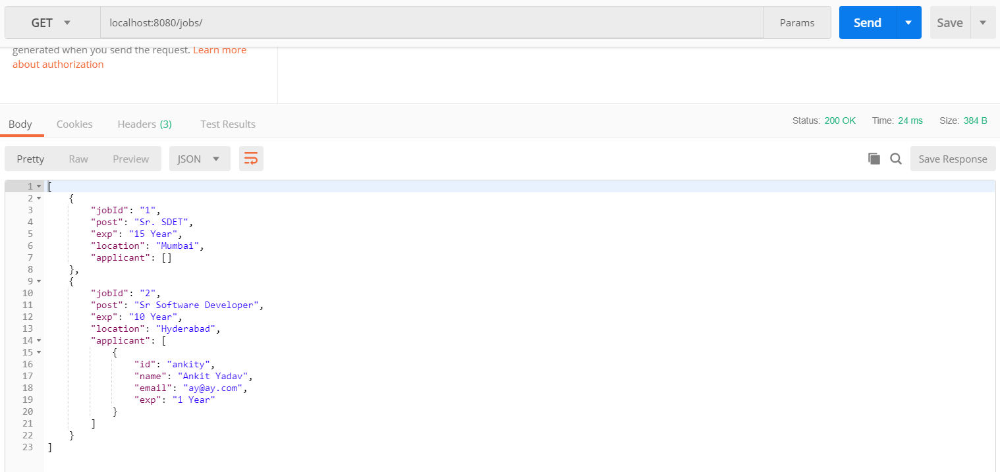 GET localhost:8080/jobs/ Params Send Save
generated when you send the request. Learn more
about authorization
Body Cookies Headers (3) Test Results Status: 200 OK Time: 24 ms Size: 384 B
Pretty Raw Preview JSON Save Response
1 [
2 {
3 "jobId": "1",
4 "post": "Sr. SDET",
5 "exp": "15 Year",
6 "location": "Mumbai",
7 "applicant": []
8 },
9 {
10 "jobId": "2",
11 "post": "Sr Software Developer",
12 "exp": "10 Year",
13 "location": "Hyderabad",
14 "applicant": [
15 {
16 "id": "ankity",
17 "name": "Ankit Yadav",
18 "email": "ay@ay.com",
19 "exp": "1 Year"
20 }
21 ]
22 }
23 ]